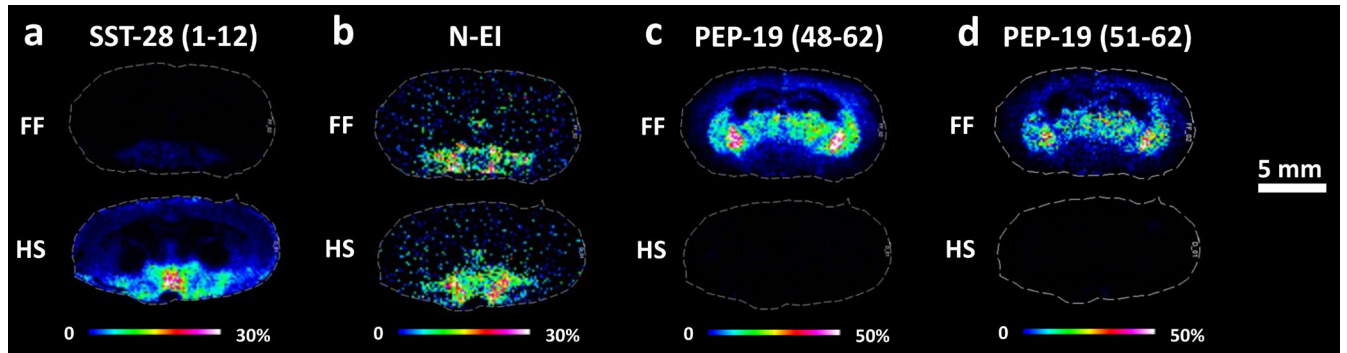 a SST-28 (1-12) b N-EI c PEP-19 (48-62) d PEP-19 (51-62)
FF FF FF FF
5 mm
HS HS HS HS
0 30% 0 30% 0 50% 0 50%